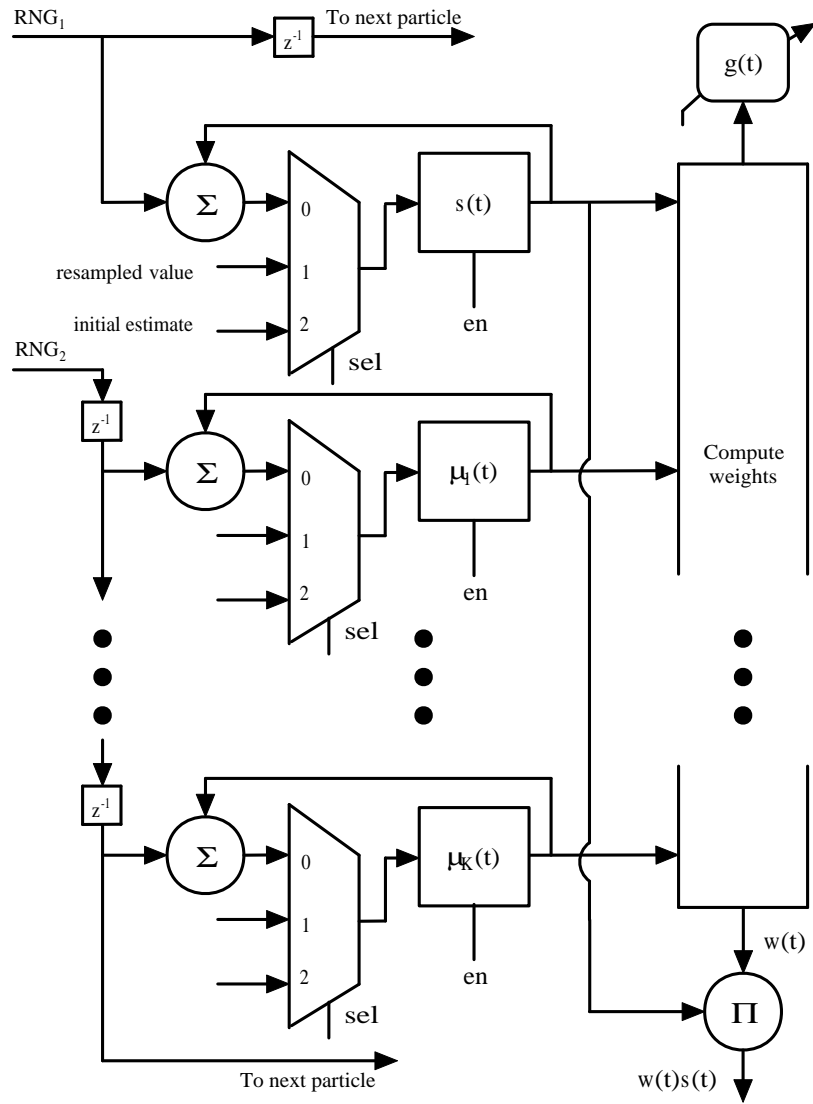 RNG₁
z⁻¹
To next particle
g(t)
Σ
0
s(t)
resampled value
1
initial estimate
2
en
sel
RNG₂
z⁻¹
Σ
0
μ₁(t)
Compute
weights
1
2
en
sel
z⁻¹
Σ
0
μ_K(t)
1
w(t)
2
en
sel
Π
To next particle
w(t)s(t)